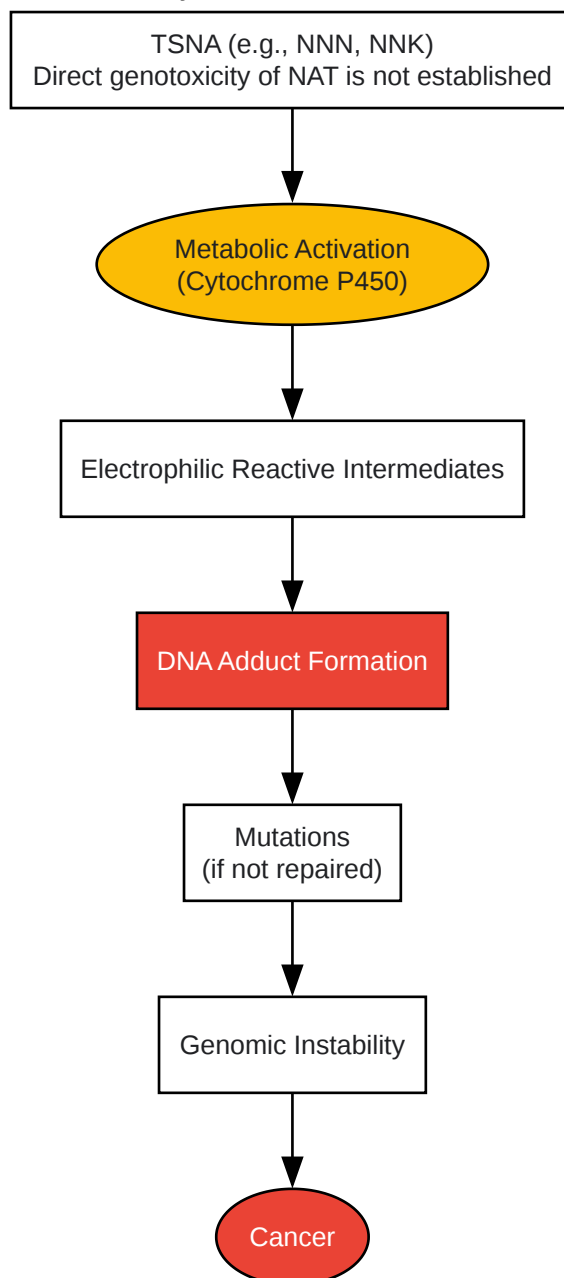 TSNA (e.g., NNN, NNK)
Direct genotoxicity of NAT is not established
Metabolic Activation
(Cytochrome P450)
Electrophilic Reactive Intermediates
DNA Adduct Formation
Mutations
(if not repaired)
Genomic Instability
Cancer